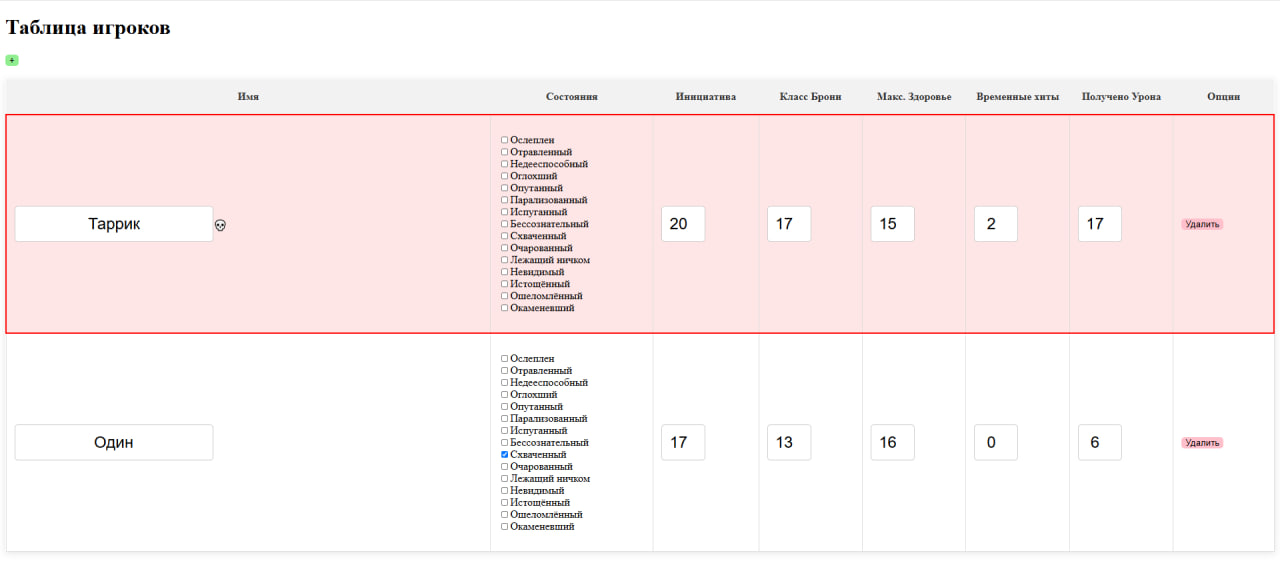 Таблица игроков
+
Имя Состояния Инициатива Класс Брони Макс. Здоровье Временные хиты Получено Урона Опции
Ослеплен
Отравленный
Недееспособный
Оглохший
Опутанный
Парализованный
Испуганный
Таррик 20 17 15 2 17 Удалить
Бессознательный
Схваченный
Очарованный
Лежащий ничком
Невидимый
Истощённый
Ошеломлённый
Окаменевший
Ослеплен
Отравленный
Недееспособный
Оглохший
Опутанный
Парализованный
Испуганный
Один 17 13 16 0 6 Удалить
Бессознательный
Схваченный
Очарованный
Лежащий ничком
Невидимый
Истощённый
Ошеломлённый
Окаменевший